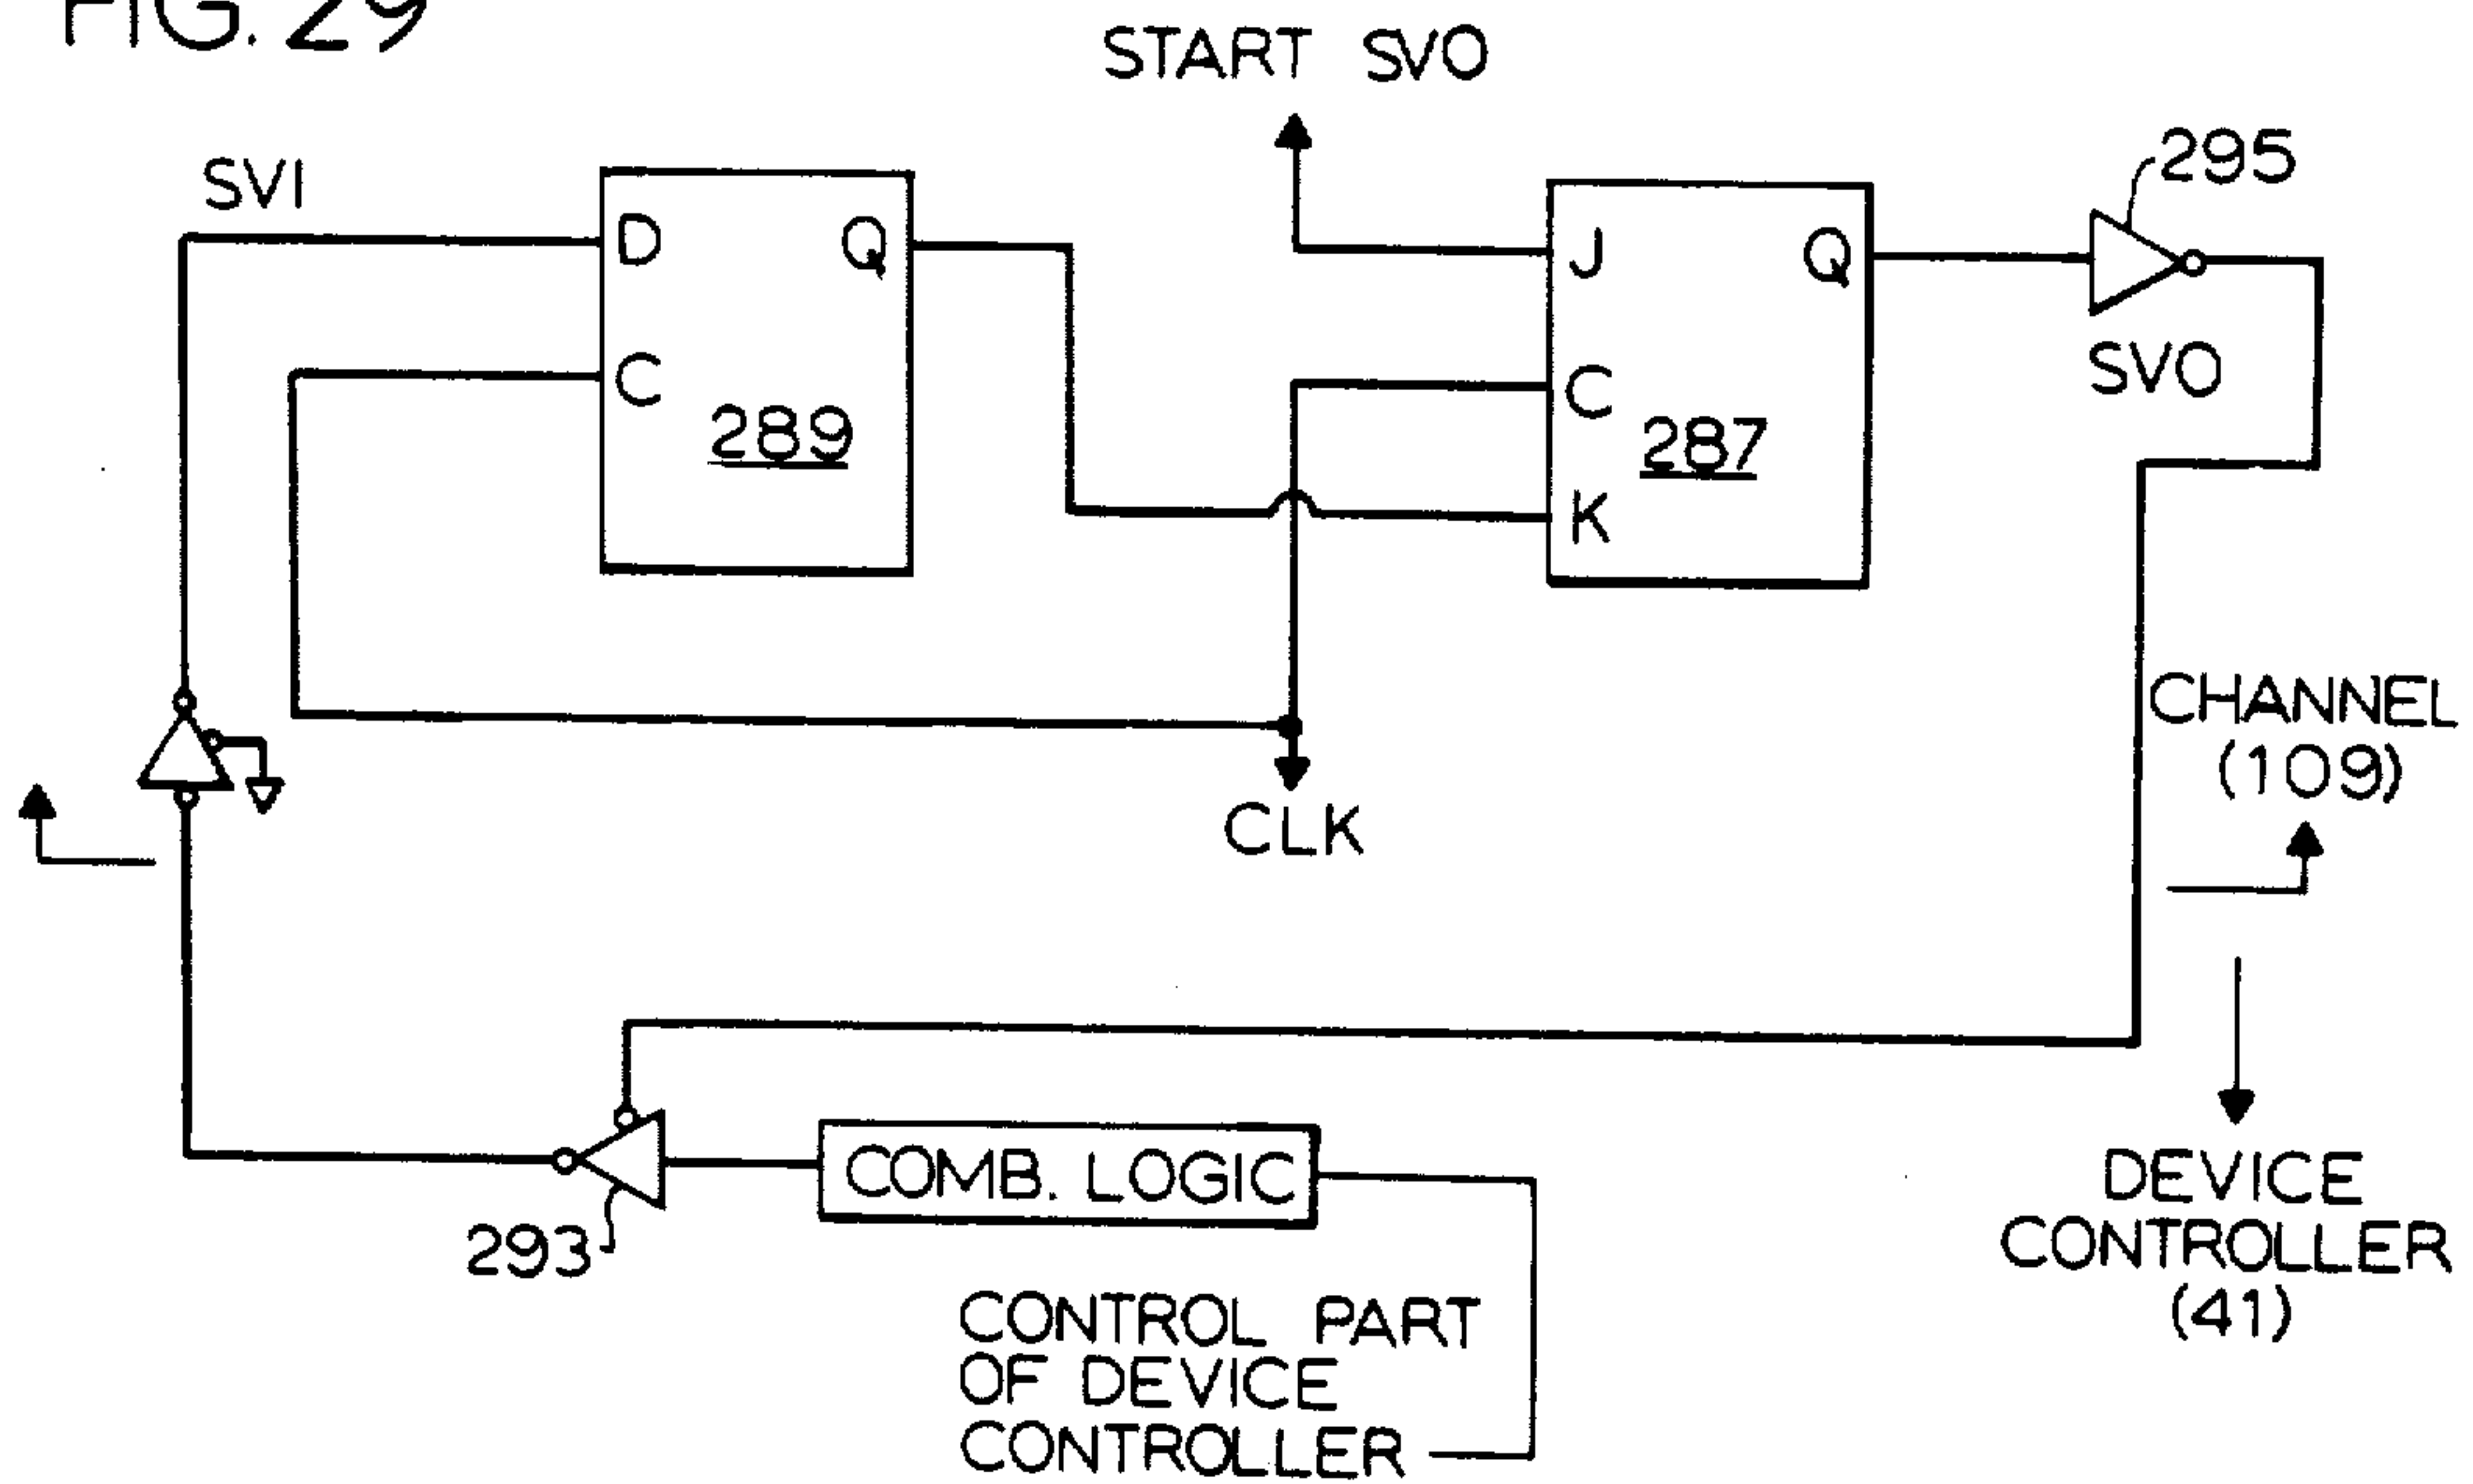 FIG. 29
START SVO
SVI
295
D
Q
J
Q
C
C
289
287
SVO
K
CHANNEL
(109)
CLK
COMB. LOGIC
293
DEVICE
CONTROLLER
(41)
CONTROL PART
OF DEVICE
CONTROLLER